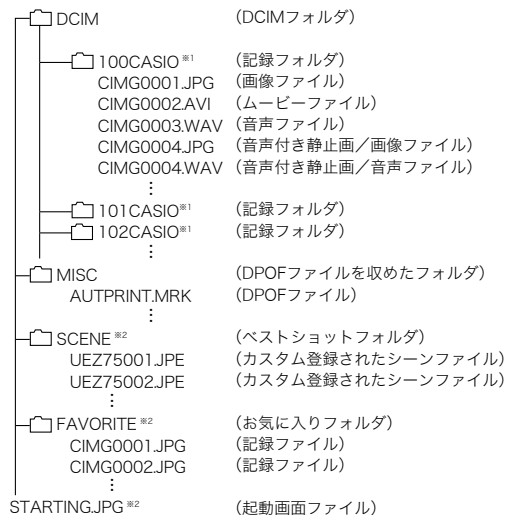 DCIM (DCIMフォルダ)
100CASIO※1 (記録フォルダ)
CIMG0001.JPG (画像ファイル)
CIMG0002.AVI (ムービーファイル)
CIMG0003.WAV (音声ファイル)
CIMG0004.JPG (音声付き静止画／画像ファイル)
CIMG0004.WAV (音声付き静止画／音声ファイル)
⋮
101CASIO※1 (記録フォルダ)
102CASIO※1 (記録フォルダ)
⋮
MISC (DPOFファイルを収めたフォルダ)
AUTPRINT.MRK (DPOFファイル)
⋮
SCENE※2 (ベストショットフォルダ)
UEZ75001.JPE (カスタム登録されたシーンファイル)
UEZ75002.JPE (カスタム登録されたシーンファイル)
⋮
FAVORITE※2 (お気に入りフォルダ)
CIMG0001.JPG (記録ファイル)
CIMG0002.JPG (記録ファイル)
⋮
STARTING.JPG※2 (起動画面ファイル)